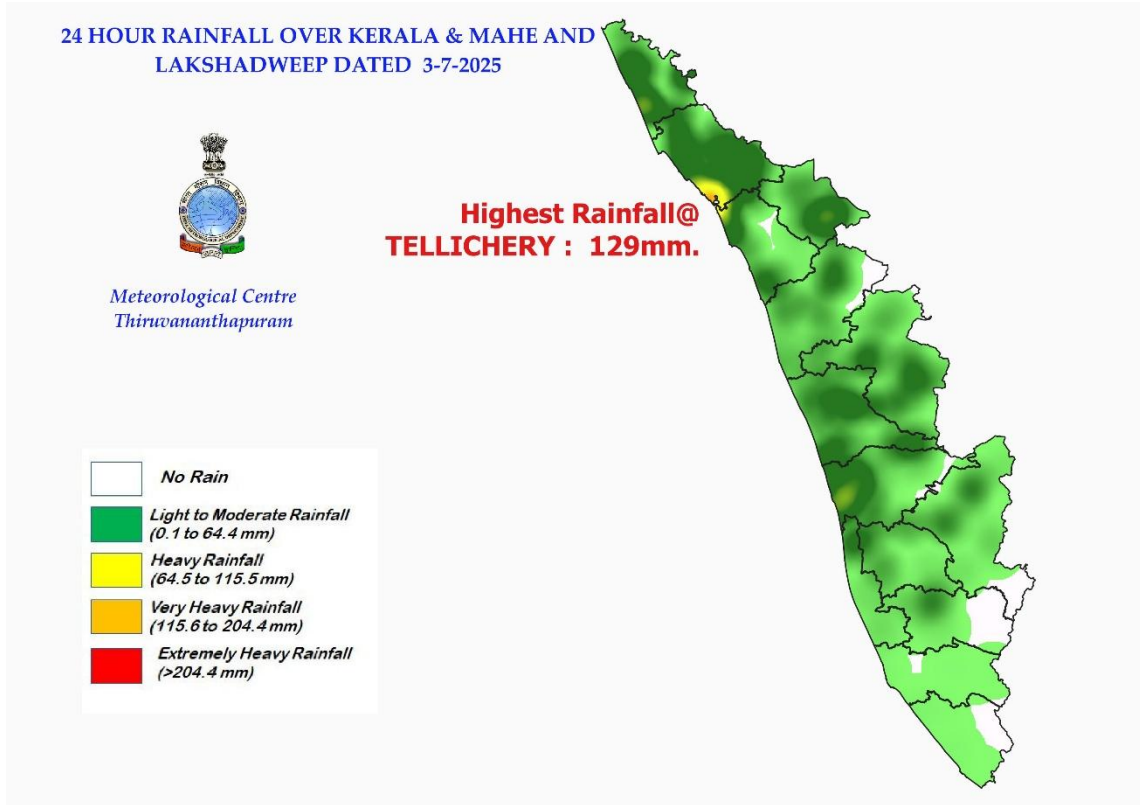 24 HOUR RAINFALL OVER KERALA & MAHE AND
LAKSHADWEEP DATED 3-7-2025
Highest Rainfall@
TELLICHERY : 129mm.
Meteorological Centre
Thiruvananthapuram
No Rain
Light to Moderate Rainfall
(0.1 to 64.4 mm)
Heavy Rainfall
(64.5 to 115.5 mm)
Very Heavy Rainfall
(115.6 to 204.4 mm)
Extremely Heavy Rainfall
(>204.4 mm)